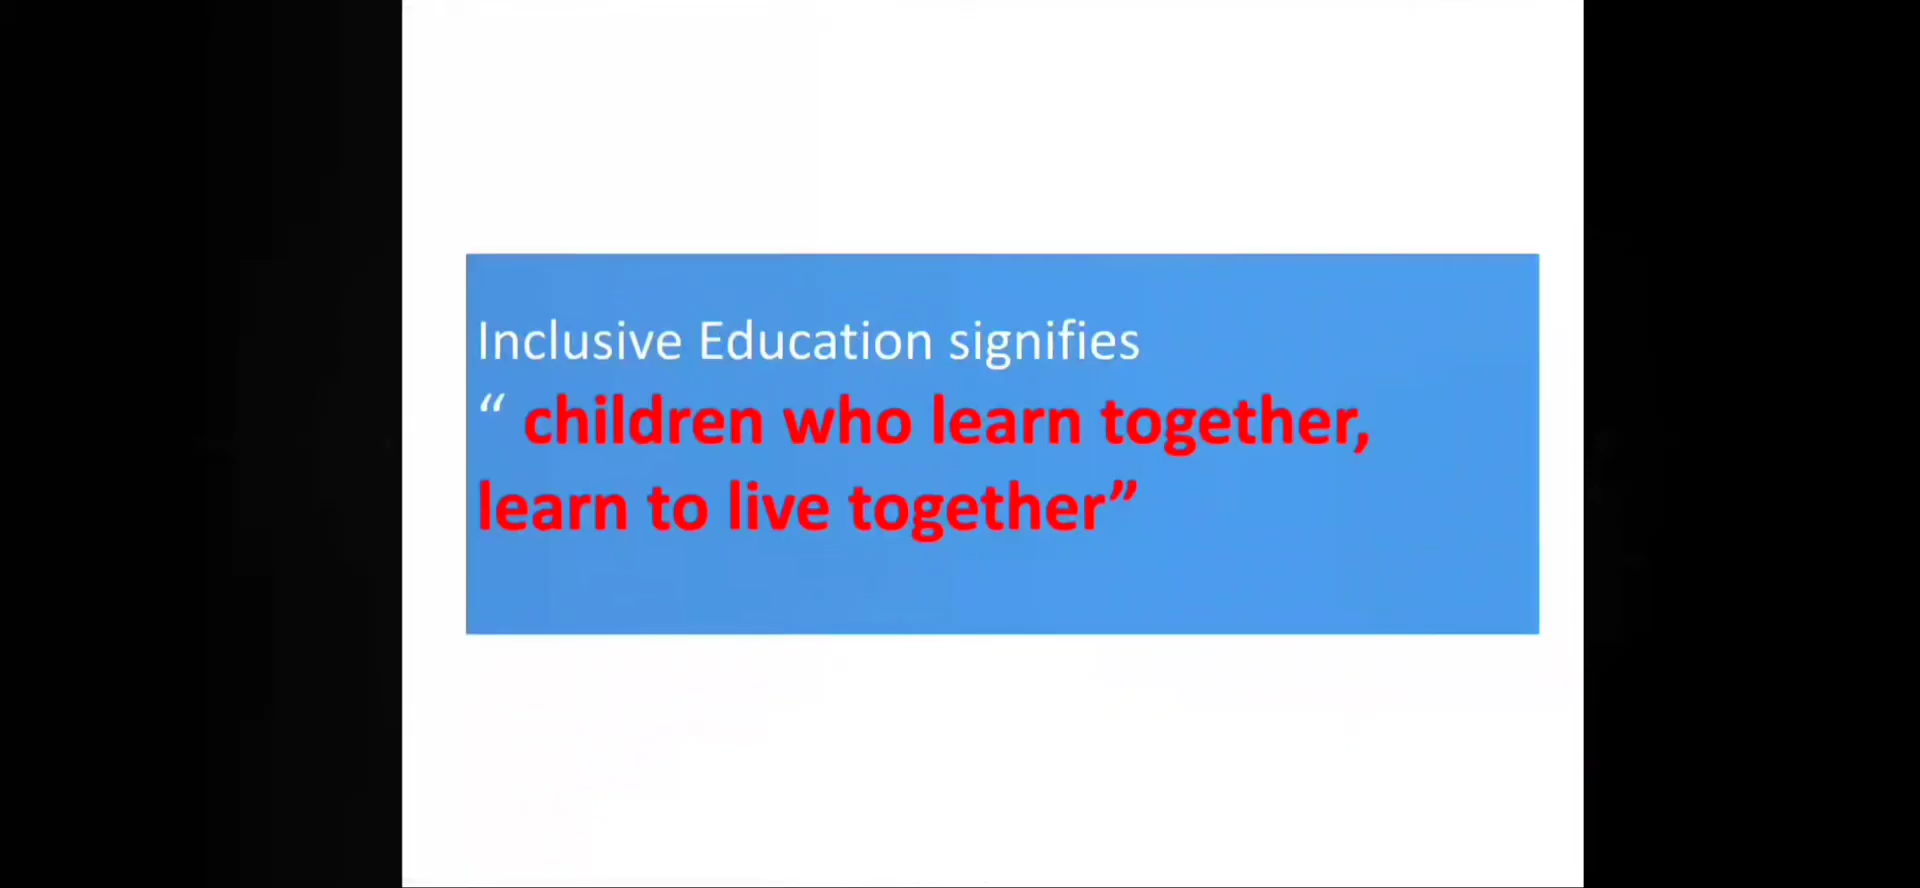 Inclusive Education signifies
“ children who learn together,
learn to live together”